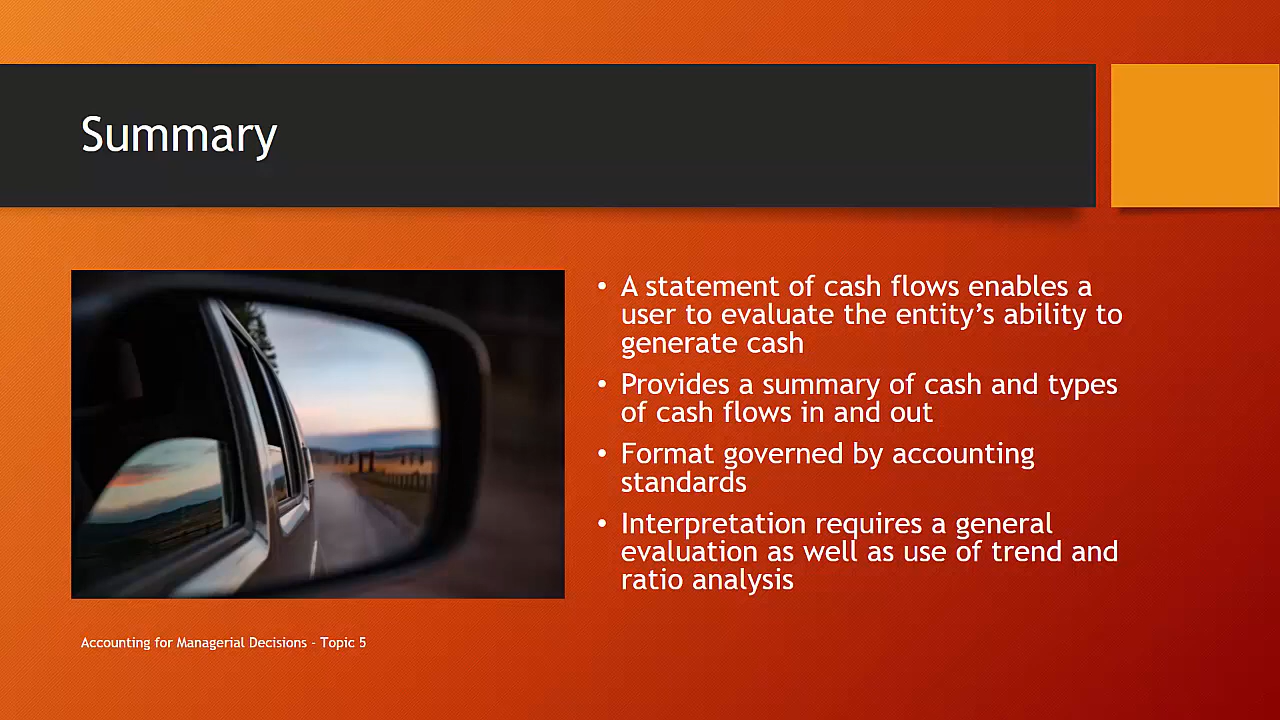 Summary
• A statement of cash flows enables a
user to evaluate the entity’s ability to
generate cash
• Provides a summary of cash and types
of cash flows in and out
• Format governed by accounting
standards
• Interpretation requires a general
evaluation as well as use of trend and
ratio analysis
Accounting for Managerial Decisions - Topic 5